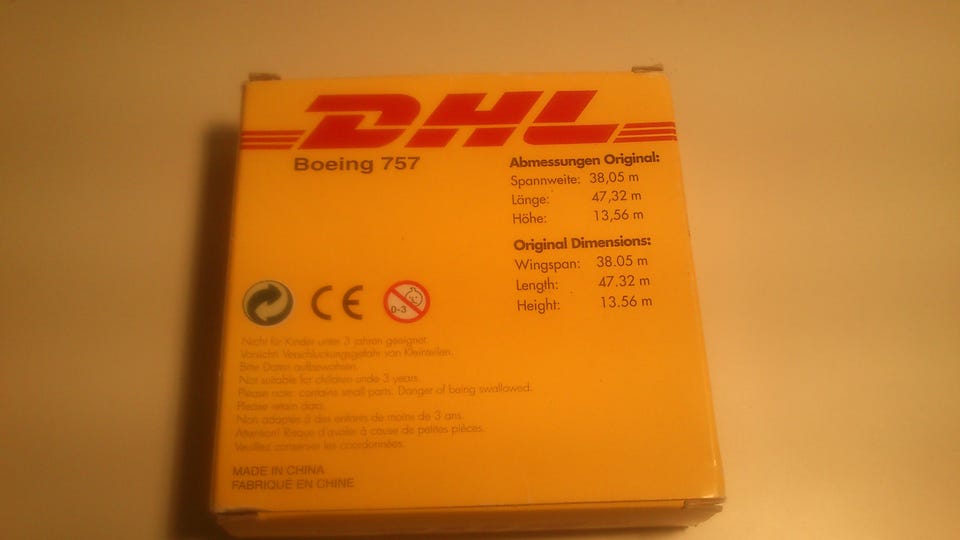 DHL
Boeing 757
Abmessungen Original:
Spannweite: 38,05 m
Länge: 47,32 m
Höhe: 13,56 m
Original Dimensions:
Wingspan: 38.05 m
Length: 47.32 m
Height: 13.56 m
CE
0-3
Nicht für Kinder unter 3 Jahren geeignet.
Vorsicht! Verschluckungsgefahr von Kleinteilen.
Bitte Daten aufbewahren.
Not suitable for children unde 3 years.
Please note: contains small parts. Danger of being swallowed.
Please retain data.
Non adaptés à des enfants de moins de 3 ans.
Attention! Risque d'avaler à cause de petites pièces.
Veuillez conserver les coordonnées.
MADE IN CHINA
FABRIQUE EN CHINE